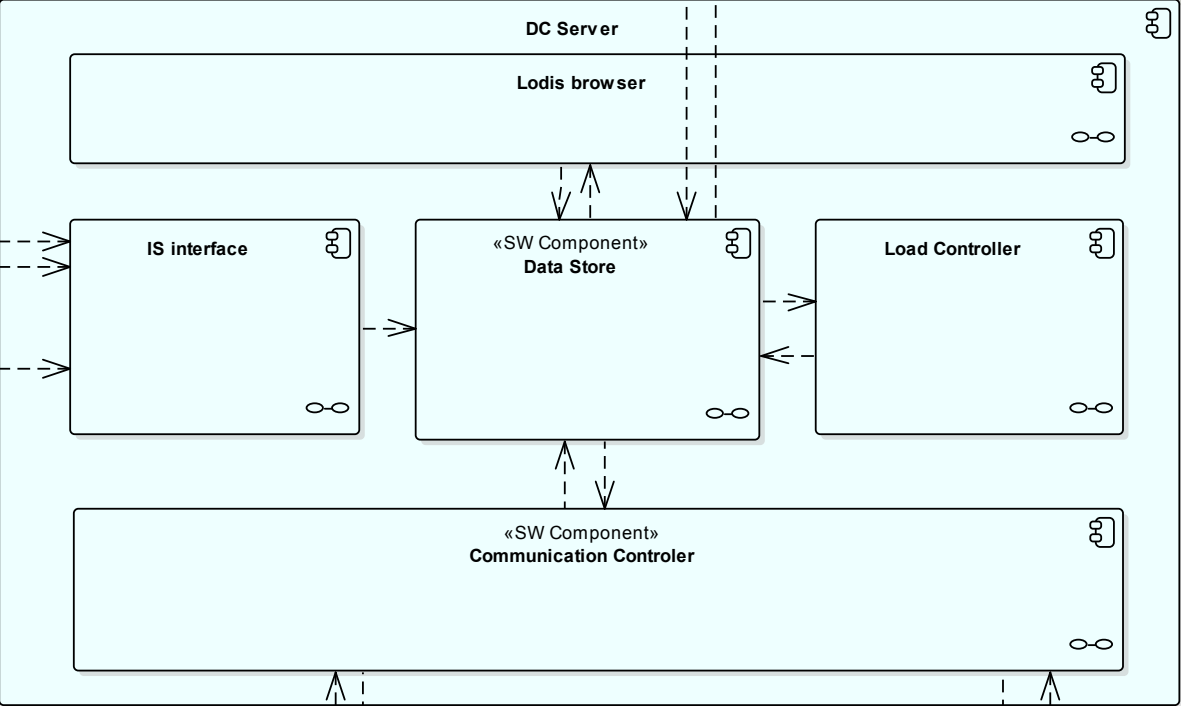 DC Server
Lodis browser
IS interface
«SW Component»
Data Store
Load Controller
«SW Component»
Communication Controler